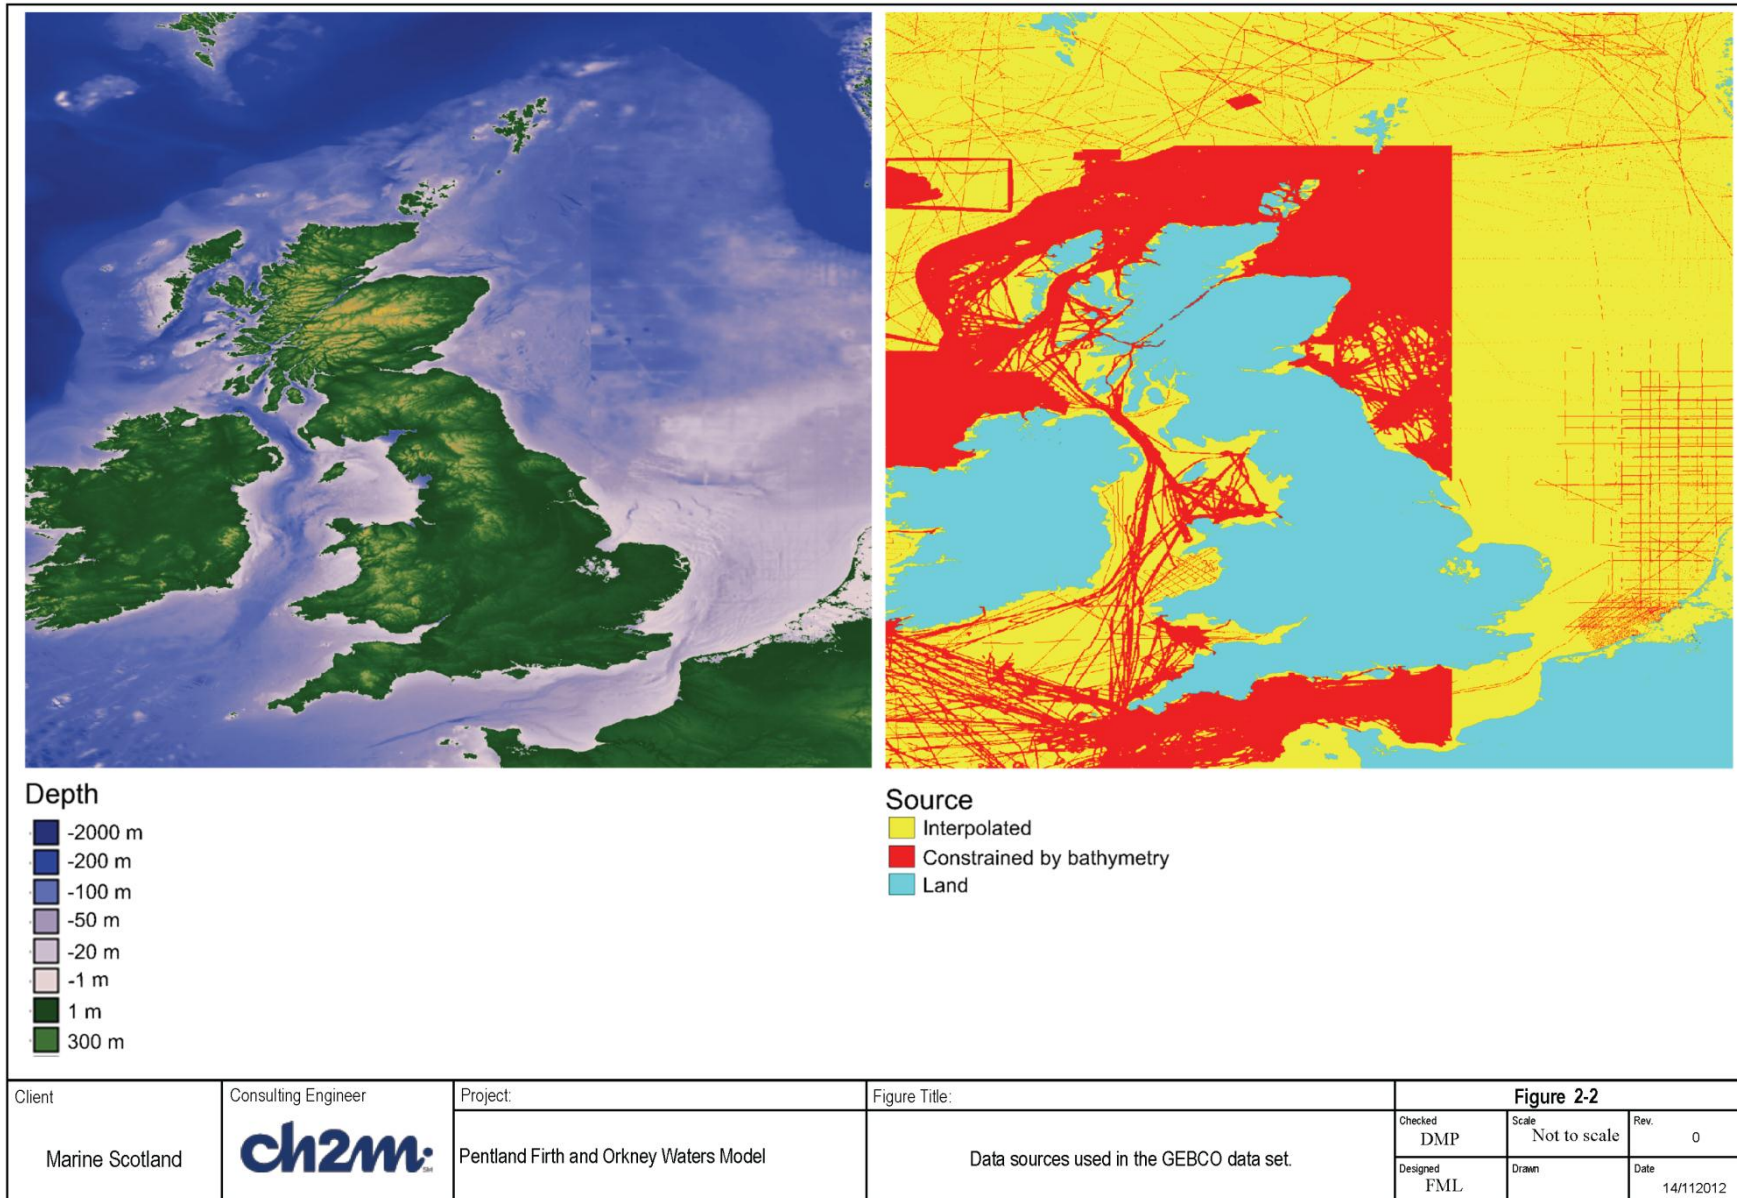 Depth
-2000 m
-200 m
-100 m
-50 m
-20 m
-1 m
1 m
300 m
Source
Interpolated
Constrained by bathymetry
Land
Client
Marine Scotland
Consulting Engineer
ch2m:
SM
Project:
Pentland Firth and Orkney Waters Model
Figure Title:
Data sources used in the GEBCO data set.
Figure 2-2
Checked
DMP
Scale
Not to scale
Rev.
0
Designed
FML
Drawn
Date
14/112012